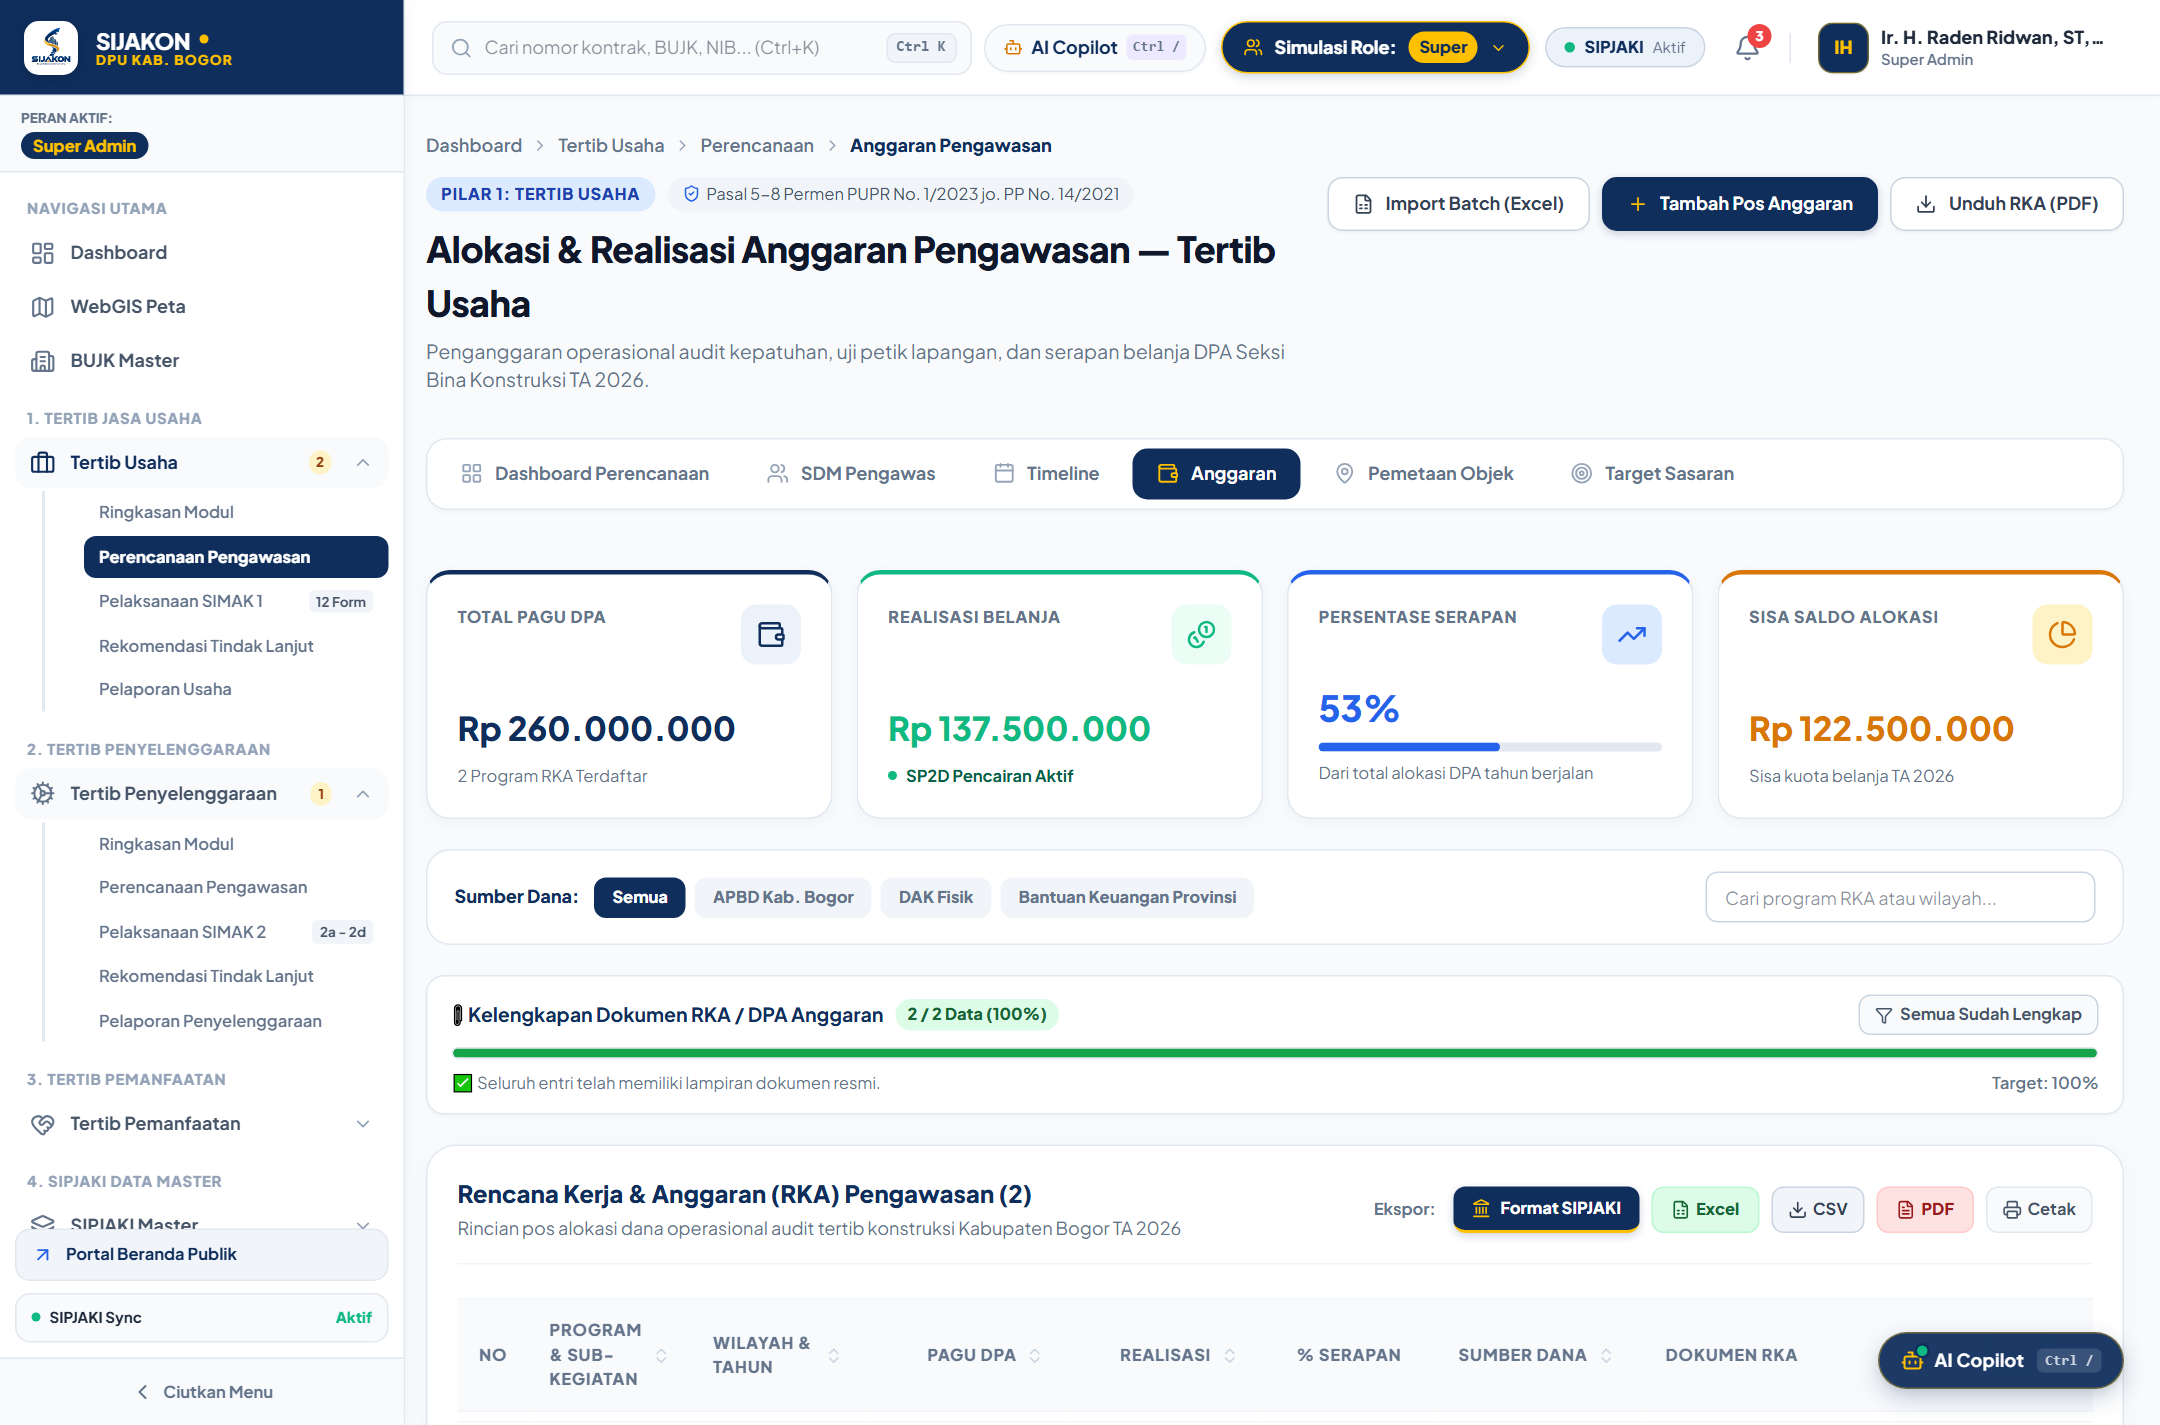 SIJAKON
DPU KAB. BOGOR
SIJAKON
Cari nomor kontrak, BUJK, NIB... (Ctrl+K)
Ctrl K
AI Copilot
Ctrl /
Simulasi Role:
Super
SIPJAKI Aktif
3
IH
Ir. H. Raden Ridwan, ST,...
Super Admin
PERAN AKTIF:
Super Admin
NAVIGASI UTAMA
Dashboard
WebGIS Peta
BUJK Master
1. TERTIB JASA USAHA
Tertib Usaha
2
Ringkasan Modul
Perencanaan Pengawasan
Pelaksanaan SIMAK 1
12 Form
Rekomendasi Tindak Lanjut
Pelaporan Usaha
2. TERTIB PENYELENGGARAAN
Tertib Penyelenggaraan
1
Ringkasan Modul
Perencanaan Pengawasan
Pelaksanaan SIMAK 2
2a - 2d
Rekomendasi Tindak Lanjut
Pelaporan Penyelenggaraan
3. TERTIB PEMANFAATAN
Tertib Pemanfaatan
4. SIPJAKI DATA MASTER
SIPJAKI Master
Portal Beranda Publik
SIPJAKI Sync
Aktif
Ciutkan Menu
Dashboard > Tertib Usaha > Perencanaan > Anggaran Pengawasan
PILAR 1: TERTIB USAHA
Pasal 5–8 Permen PUPR No. 1/2023 jo. PP No. 14/2021
Import Batch (Excel)
Tambah Pos Anggaran
Unduh RKA (PDF)
Alokasi & Realisasi Anggaran Pengawasan — Tertib
Usaha
Penganggaran operasional audit kepatuhan, uji petik lapangan, dan serapan belanja DPA Seksi
Bina Konstruksi TA 2026.
Dashboard Perencanaan
SDM Pengawas
Timeline
Anggaran
Pemetaan Objek
Target Sasaran
TOTAL PAGU DPA
Rp 260.000.000
2 Program RKA Terdaftar
REALISASI BELANJA
Rp 137.500.000
SP2D Pencairan Aktif
PERSENTASE SERAPAN
53%
Dari total alokasi DPA tahun berjalan
SISA SALDO ALOKASI
Rp 122.500.000
Sisa kuota belanja TA 2026
Sumber Dana:
Semua
APBD Kab. Bogor
DAK Fisik
Bantuan Keuangan Provinsi
Cari program RKA atau wilayah...
Kelengkapan Dokumen RKA / DPA Anggaran
2 / 2 Data (100%)
Semua Sudah Lengkap
Seluruh entri telah memiliki lampiran dokumen resmi.
Target: 100%
Rencana Kerja & Anggaran (RKA) Pengawasan (2)
Rincian pos alokasi dana operasional audit tertib konstruksi Kabupaten Bogor TA 2026
Ekspor:
Format SIPJAKI
Excel
CSV
PDF
Cetak
NO
PROGRAM
& SUB-
KEGIATAN
WILAYAH &
TAHUN
PAGU DPA
REALISASI
% SERAPAN
SUMBER DANA
DOKUMEN RKA
AI Copilot
Ctrl /